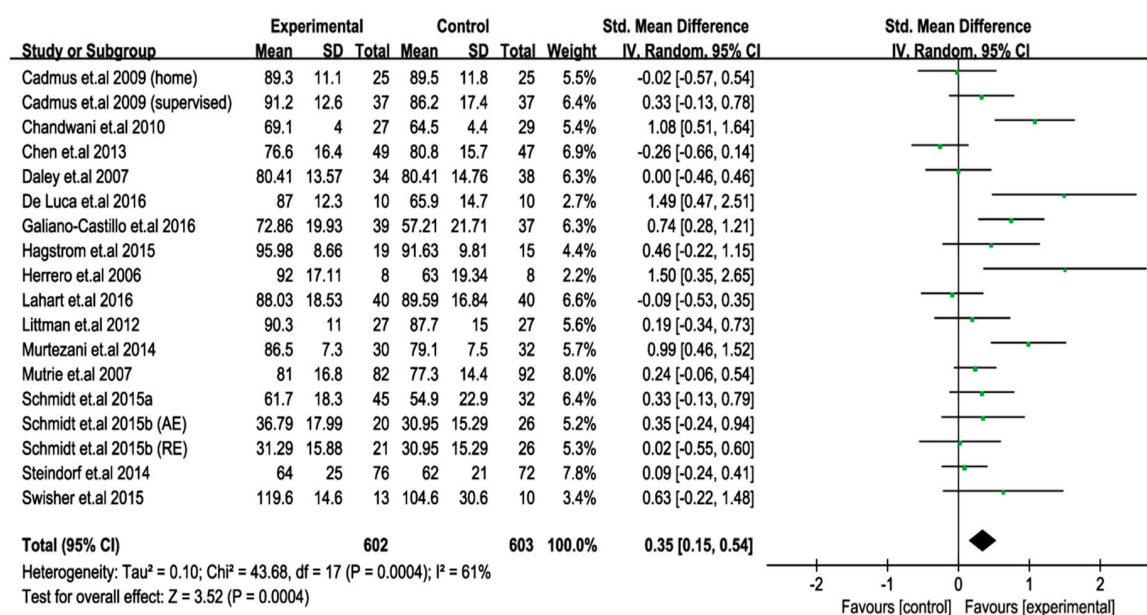 Experimental Control Std. Mean Difference Std. Mean Difference
Study or Subgroup Mean SD Total Mean SD Total Weight IV, Random, 95% CI IV, Random, 95% CI
Cadmus et.al 2009 (home) 89.3 11.1 25 89.5 11.8 25 5.5% -0.02 [-0.57, 0.54]
Cadmus et.al 2009 (supervised) 91.2 12.6 37 86.2 17.4 37 6.4% 0.33 [-0.13, 0.78]
Chandwani et.al 2010 69.1 4 27 64.5 4.4 29 5.4% 1.08 [0.51, 1.64]
Chen et.al 2013 76.6 16.4 49 80.8 15.7 47 6.9% -0.26 [-0.66, 0.14]
Daley et.al 2007 80.41 13.57 34 80.41 14.76 38 6.3% 0.00 [-0.46, 0.46]
De Luca et.al 2016 87 12.3 10 65.9 14.7 10 2.7% 1.49 [0.47, 2.51]
Galiano-Castillo et.al 2016 72.86 19.93 39 57.21 21.71 37 6.3% 0.74 [0.28, 1.21]
Hagstrom et.al 2015 95.98 8.66 19 91.63 9.81 15 4.4% 0.46 [-0.22, 1.15]
Herrero et.al 2006 92 17.11 8 63 19.34 8 2.2% 1.50 [0.35, 2.65]
Lahart et.al 2016 88.03 18.53 40 89.59 16.84 40 6.6% -0.09 [-0.53, 0.35]
Littman et.al 2012 90.3 11 27 87.7 15 27 5.6% 0.19 [-0.34, 0.73]
Murtezani et.al 2014 86.5 7.3 30 79.1 7.5 32 5.7% 0.99 [0.46, 1.52]
Mutrie et.al 2007 81 16.8 82 77.3 14.4 92 8.0% 0.24 [-0.06, 0.54]
Schmidt et.al 2015a 61.7 18.3 45 54.9 22.9 32 6.4% 0.33 [-0.13, 0.79]
Schmidt et.al 2015b (AE) 36.79 17.99 20 30.95 15.29 26 5.2% 0.35 [-0.24, 0.94]
Schmidt et.al 2015b (RE) 31.29 15.88 21 30.95 15.29 26 5.3% 0.02 [-0.55, 0.60]
Steindorf et.al 2014 64 25 76 62 21 72 7.8% 0.09 [-0.24, 0.41]
Swisher et.al 2015 119.6 14.6 13 104.6 30.6 10 3.4% 0.63 [-0.22, 1.48]
Total (95% CI) 602 603 100.0% 0.35 [0.15, 0.54]
Heterogeneity: Tau² = 0.10; Chi² = 43.68, df = 17 (P = 0.0004); I² = 61%
Test for overall effect: Z = 3.52 (P = 0.0004)
-2 -1 0 1 2
Favours [control] Favours [experimental]